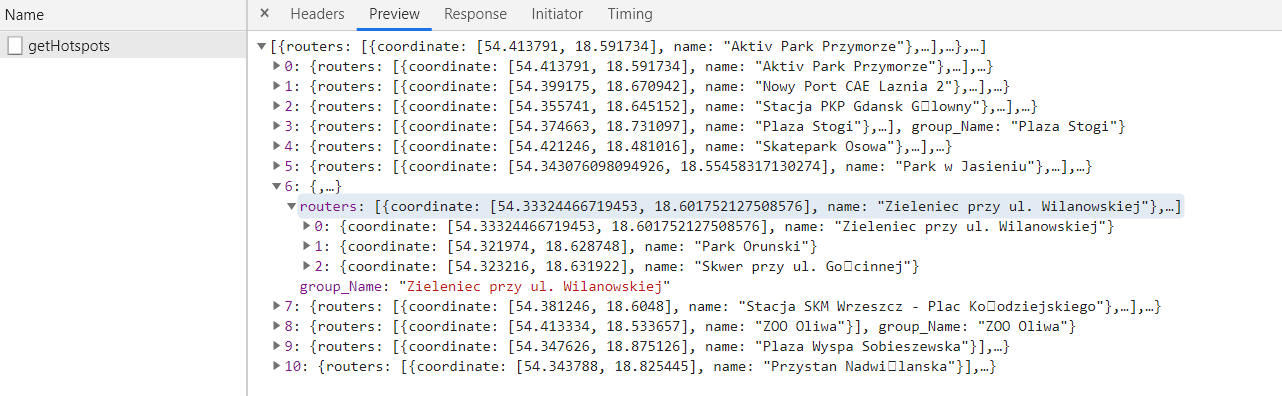 Name
× Headers Preview Response Initiator Timing
getHotspots
▼[{routers: [{coordinate: [54.413791, 18.591734], name: "Aktiv Park Przymorze"},…],…},…]
▶0: {routers: [{coordinate: [54.413791, 18.591734], name: "Aktiv Park Przymorze"},…],…}
▶1: {routers: [{coordinate: [54.399175, 18.670942], name: "Nowy Port CAE Laznia 2"},…],…}
▶2: {routers: [{coordinate: [54.355741, 18.645152], name: "Stacja PKP Gdansk G▯lowny"},…],…}
▶3: {routers: [{coordinate: [54.374663, 18.731097], name: "Plaza Stogi"},…], group_Name: "Plaza Stogi"}
▶4: {routers: [{coordinate: [54.421246, 18.481016], name: "Skatepark Osowa"},…],…}
▶5: {routers: [{coordinate: [54.343076098094926, 18.55458317130274], name: "Park w Jasieniu"},…],…}
▼6: {,…}
▼routers: [{coordinate: [54.33324466719453, 18.601752127508576], name: "Zieleniec przy ul. Wilanowskiej"},…]
▶0: {coordinate: [54.33324466719453, 18.601752127508576], name: "Zieleniec przy ul. Wilanowskiej"}
▶1: {coordinate: [54.321974, 18.628748], name: "Park Orunski"}
▶2: {coordinate: [54.323216, 18.631922], name: "Skwer przy ul. Go▯cinnej"}
group_Name: "Zieleniec przy ul. Wilanowskiej"
▶7: {routers: [{coordinate: [54.381246, 18.6048], name: "Stacja SKM Wrzeszcz - Plac Ko▯odziejskiego"},…],…}
▶8: {routers: [{coordinate: [54.413334, 18.533657], name: "ZOO Oliwa"}], group_Name: "ZOO Oliwa"}
▶9: {routers: [{coordinate: [54.347626, 18.875126], name: "Plaza Wyspa Sobieszewska"}],…}
▶10: {routers: [{coordinate: [54.343788, 18.825445], name: "Przystan Nadwi▯lanska"}],…}